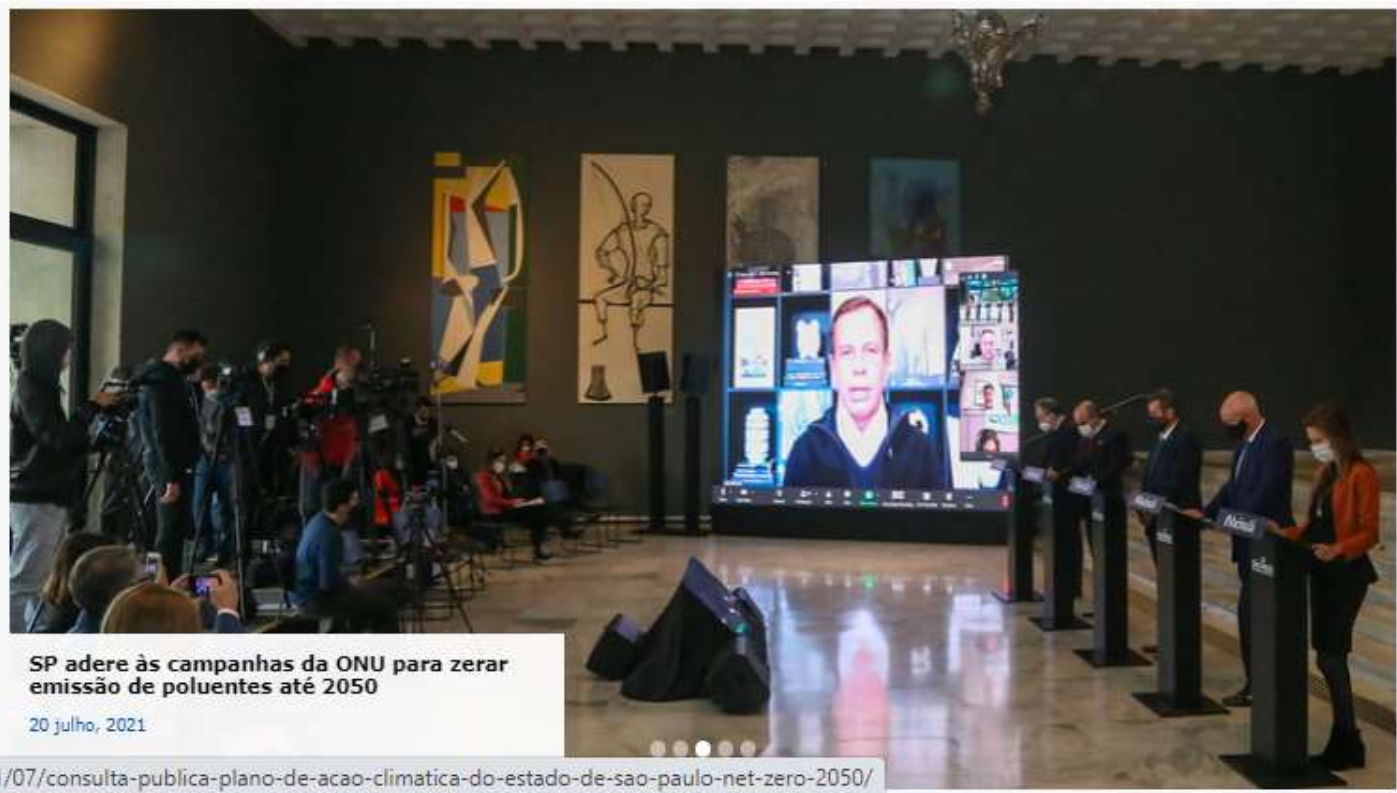 SP adere às campanhas da ONU para zerar
emissão de poluentes até 2050
20 julho, 2021
/07/consulta-publica-plano-de-acao-climatica-do-estado-de-sao-paulo-net-zero-2050/